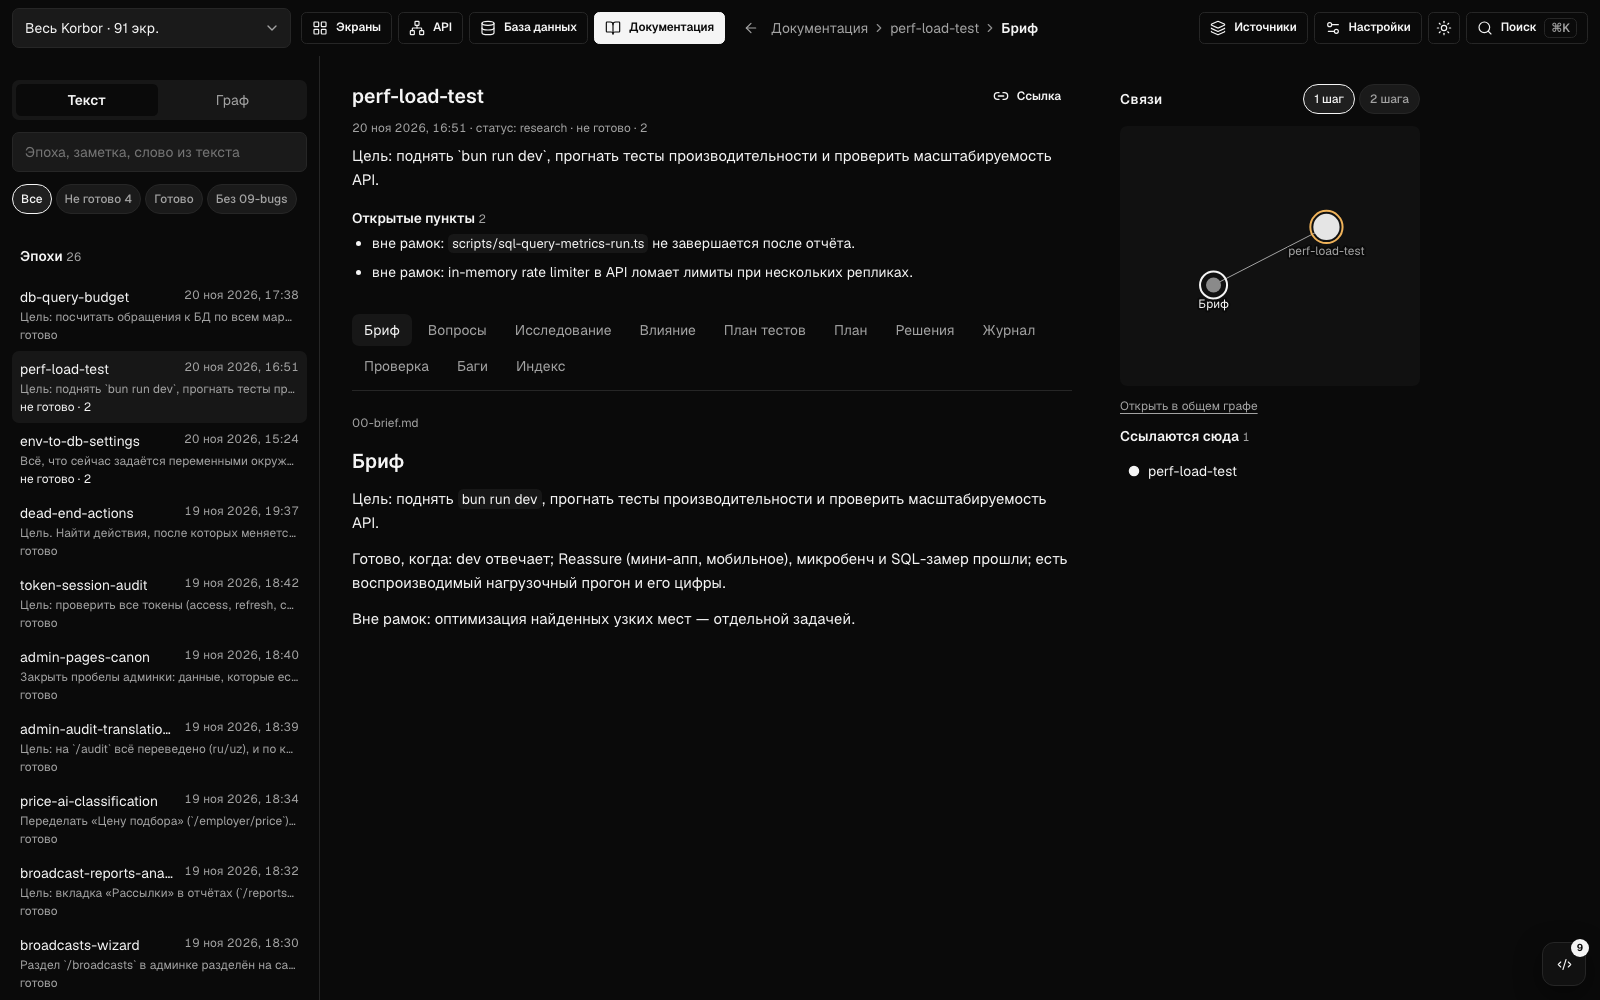 Весь Korbor · 91 экр.
Экраны
API
База данных
Документация
Документация
perf-load-test
Бриф
Источники
Настройки
Поиск
⌘K
Текст
Граф
Эпоха, заметка, слово из текста
Все
Не готово 4
Готово
Без 09-bugs
Эпохи 26
db-query-budget
20 ноя 2026, 17:38
Цель: посчитать обращения к БД по всем мар…
готово
perf-load-test
20 ноя 2026, 16:51
Цель: поднять `bun run dev`, прогнать тесты пр…
не готово · 2
env-to-db-settings
20 ноя 2026, 15:24
Всё, что сейчас задаётся переменными окруж…
не готово · 2
dead-end-actions
19 ноя 2026, 19:37
Цель. Найти действия, после которых меняетс…
готово
token-session-audit
19 ноя 2026, 18:42
Цель: проверить все токены (access, refresh, c…
готово
admin-pages-canon
19 ноя 2026, 18:40
Закрыть пробелы админки: данные, которые ес…
готово
admin-audit-translatio…
19 ноя 2026, 18:39
Цель: на `/audit` всё переведено (ru/uz), и по к…
готово
price-ai-classification
19 ноя 2026, 18:34
Переделать «Цену подбора» (`/employer/price`)…
готово
broadcast-reports-ana…
19 ноя 2026, 18:32
Цель: вкладка «Рассылки» в отчётах (`/reports…
готово
broadcasts-wizard
19 ноя 2026, 18:30
Раздел `/broadcasts` в админке разделён на са…
готово
perf-load-test
Ссылка
20 ноя 2026, 16:51 · статус: research · не готово · 2
Цель: поднять `bun run dev`, прогнать тесты производительности и проверить масштабируемость
API.
Открытые пункты 2
• вне рамок: scripts/sql-query-metrics-run.ts не завершается после отчёта.
• вне рамок: in-memory rate limiter в API ломает лимиты при нескольких репликах.
Бриф
Вопросы
Исследование
Влияние
План тестов
План
Решения
Журнал
Проверка
Баги
Индекс
00-brief.md
Бриф
Цель: поднять bun run dev, прогнать тесты производительности и проверить масштабируемость
API.
Готово, когда: dev отвечает; Reassure (мини-апп, мобильное), микробенч и SQL-замер прошли; есть
воспроизводимый нагрузочный прогон и его цифры.
Вне рамок: оптимизация найденных узких мест — отдельной задачей.
Связи
1 шаг
2 шага
perf-load-test
Бриф
Открыть в общем графе
Ссылаются сюда 1
perf-load-test
9